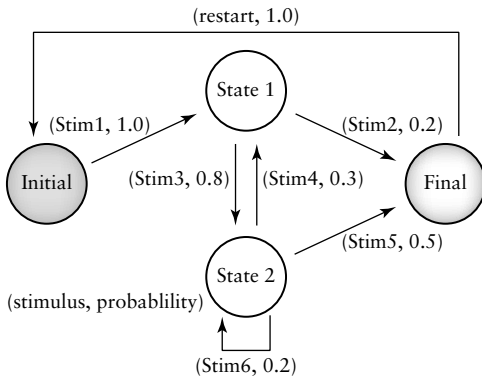 (restart, 1.0)
State 1
(Stim1, 1.0)
(Stim2, 0.2)
Initial
(Stim3, 0.8)
(Stim4, 0.3)
Final
(Stim5, 0.5)
State 2
(stimulus, probablility)
(Stim6, 0.2)